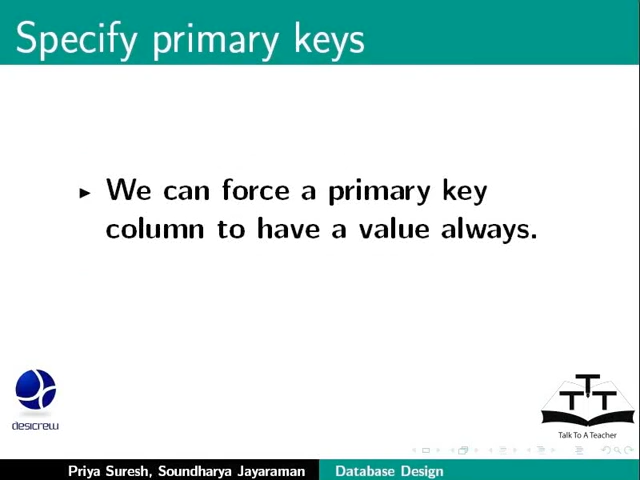 Specify primary keys
We can force a primary key
column to have a value always.
desicrew
T T T
Talk To A Teacher
Priya Suresh, Soundharya Jayaraman Database Design